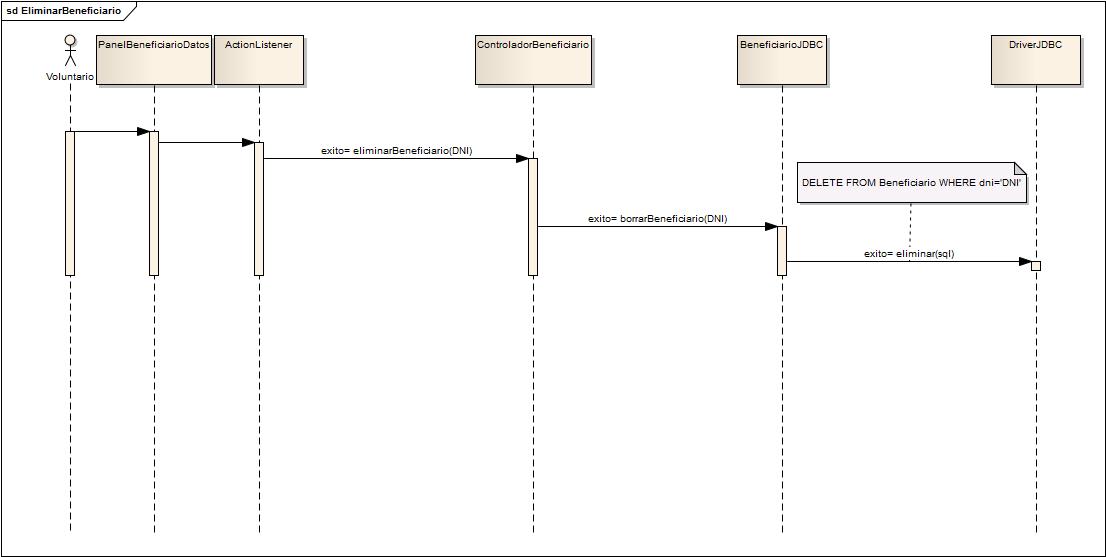 sd EliminarBeneficiario
Voluntario
PanelBeneficiarioDatos
ActionListener
ControladorBeneficiario
BeneficiarioJDBC
DriverJDBC
exito= eliminarBeneficiario(DNI)
DELETE FROM Beneficiario WHERE dni='DNI'
exito= borrarBeneficiario(DNI)
exito= eliminar(sql)